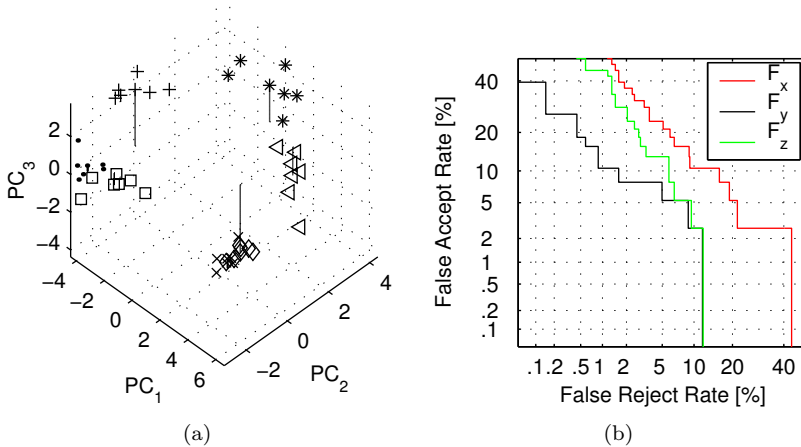 2
0
−2
−4
PC3
−4
−2
0
2
4
6
PC1
−2
0
2
4
PC2
(a)
False Accept Rate [%]
40
20
10
5
2
1
.5
.2
.1
.1 .2 .5 1 2 5 10 20 40
False Reject Rate [%]
Fx
Fy
Fz
(b)